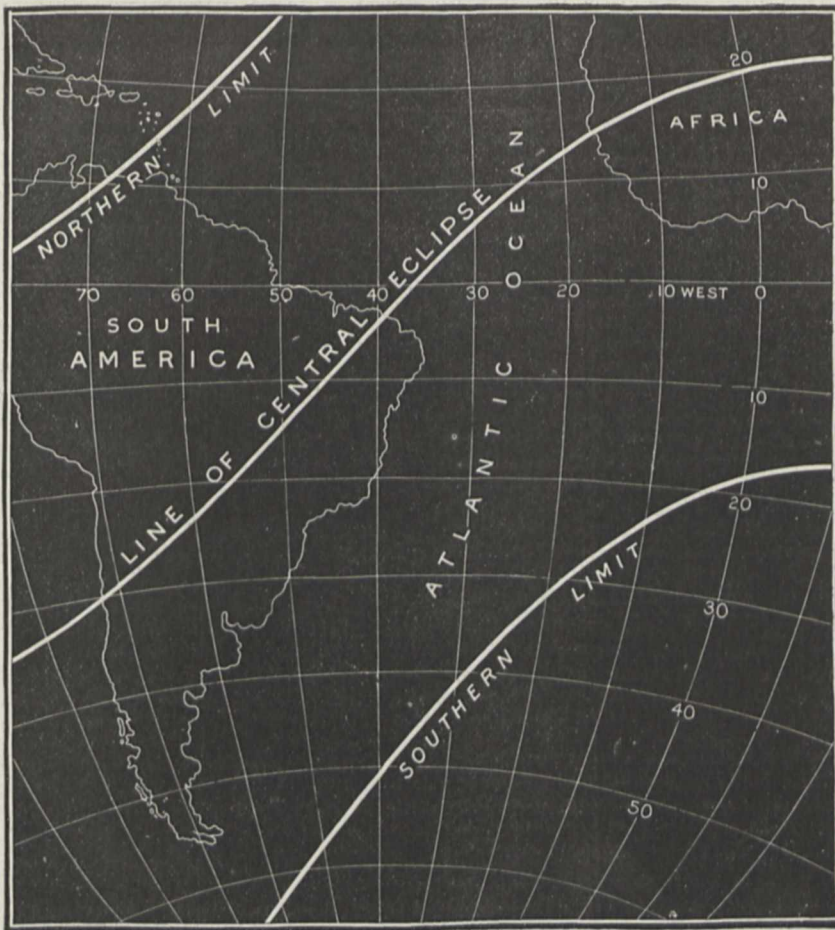 20
NORTHERN LIMIT
AFRICA
10
LINE OF CENTRAL ECLIPSE
ATLANTIC OCEAN
70 60 50 40 30 20 10 WEST 0
SOUTH
AMERICA
10
20
SOUTHERN LIMIT
30
40
50